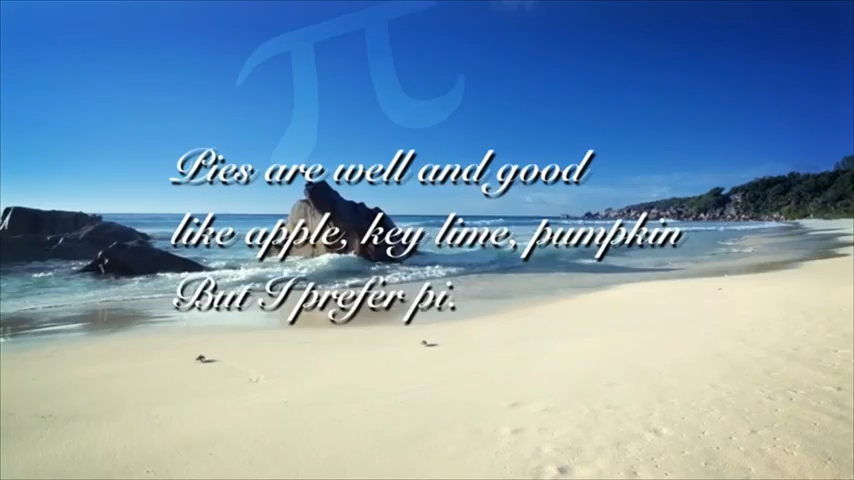 π
Pies are well and good
like apple, key lime, pumpkin
But I prefer pi.